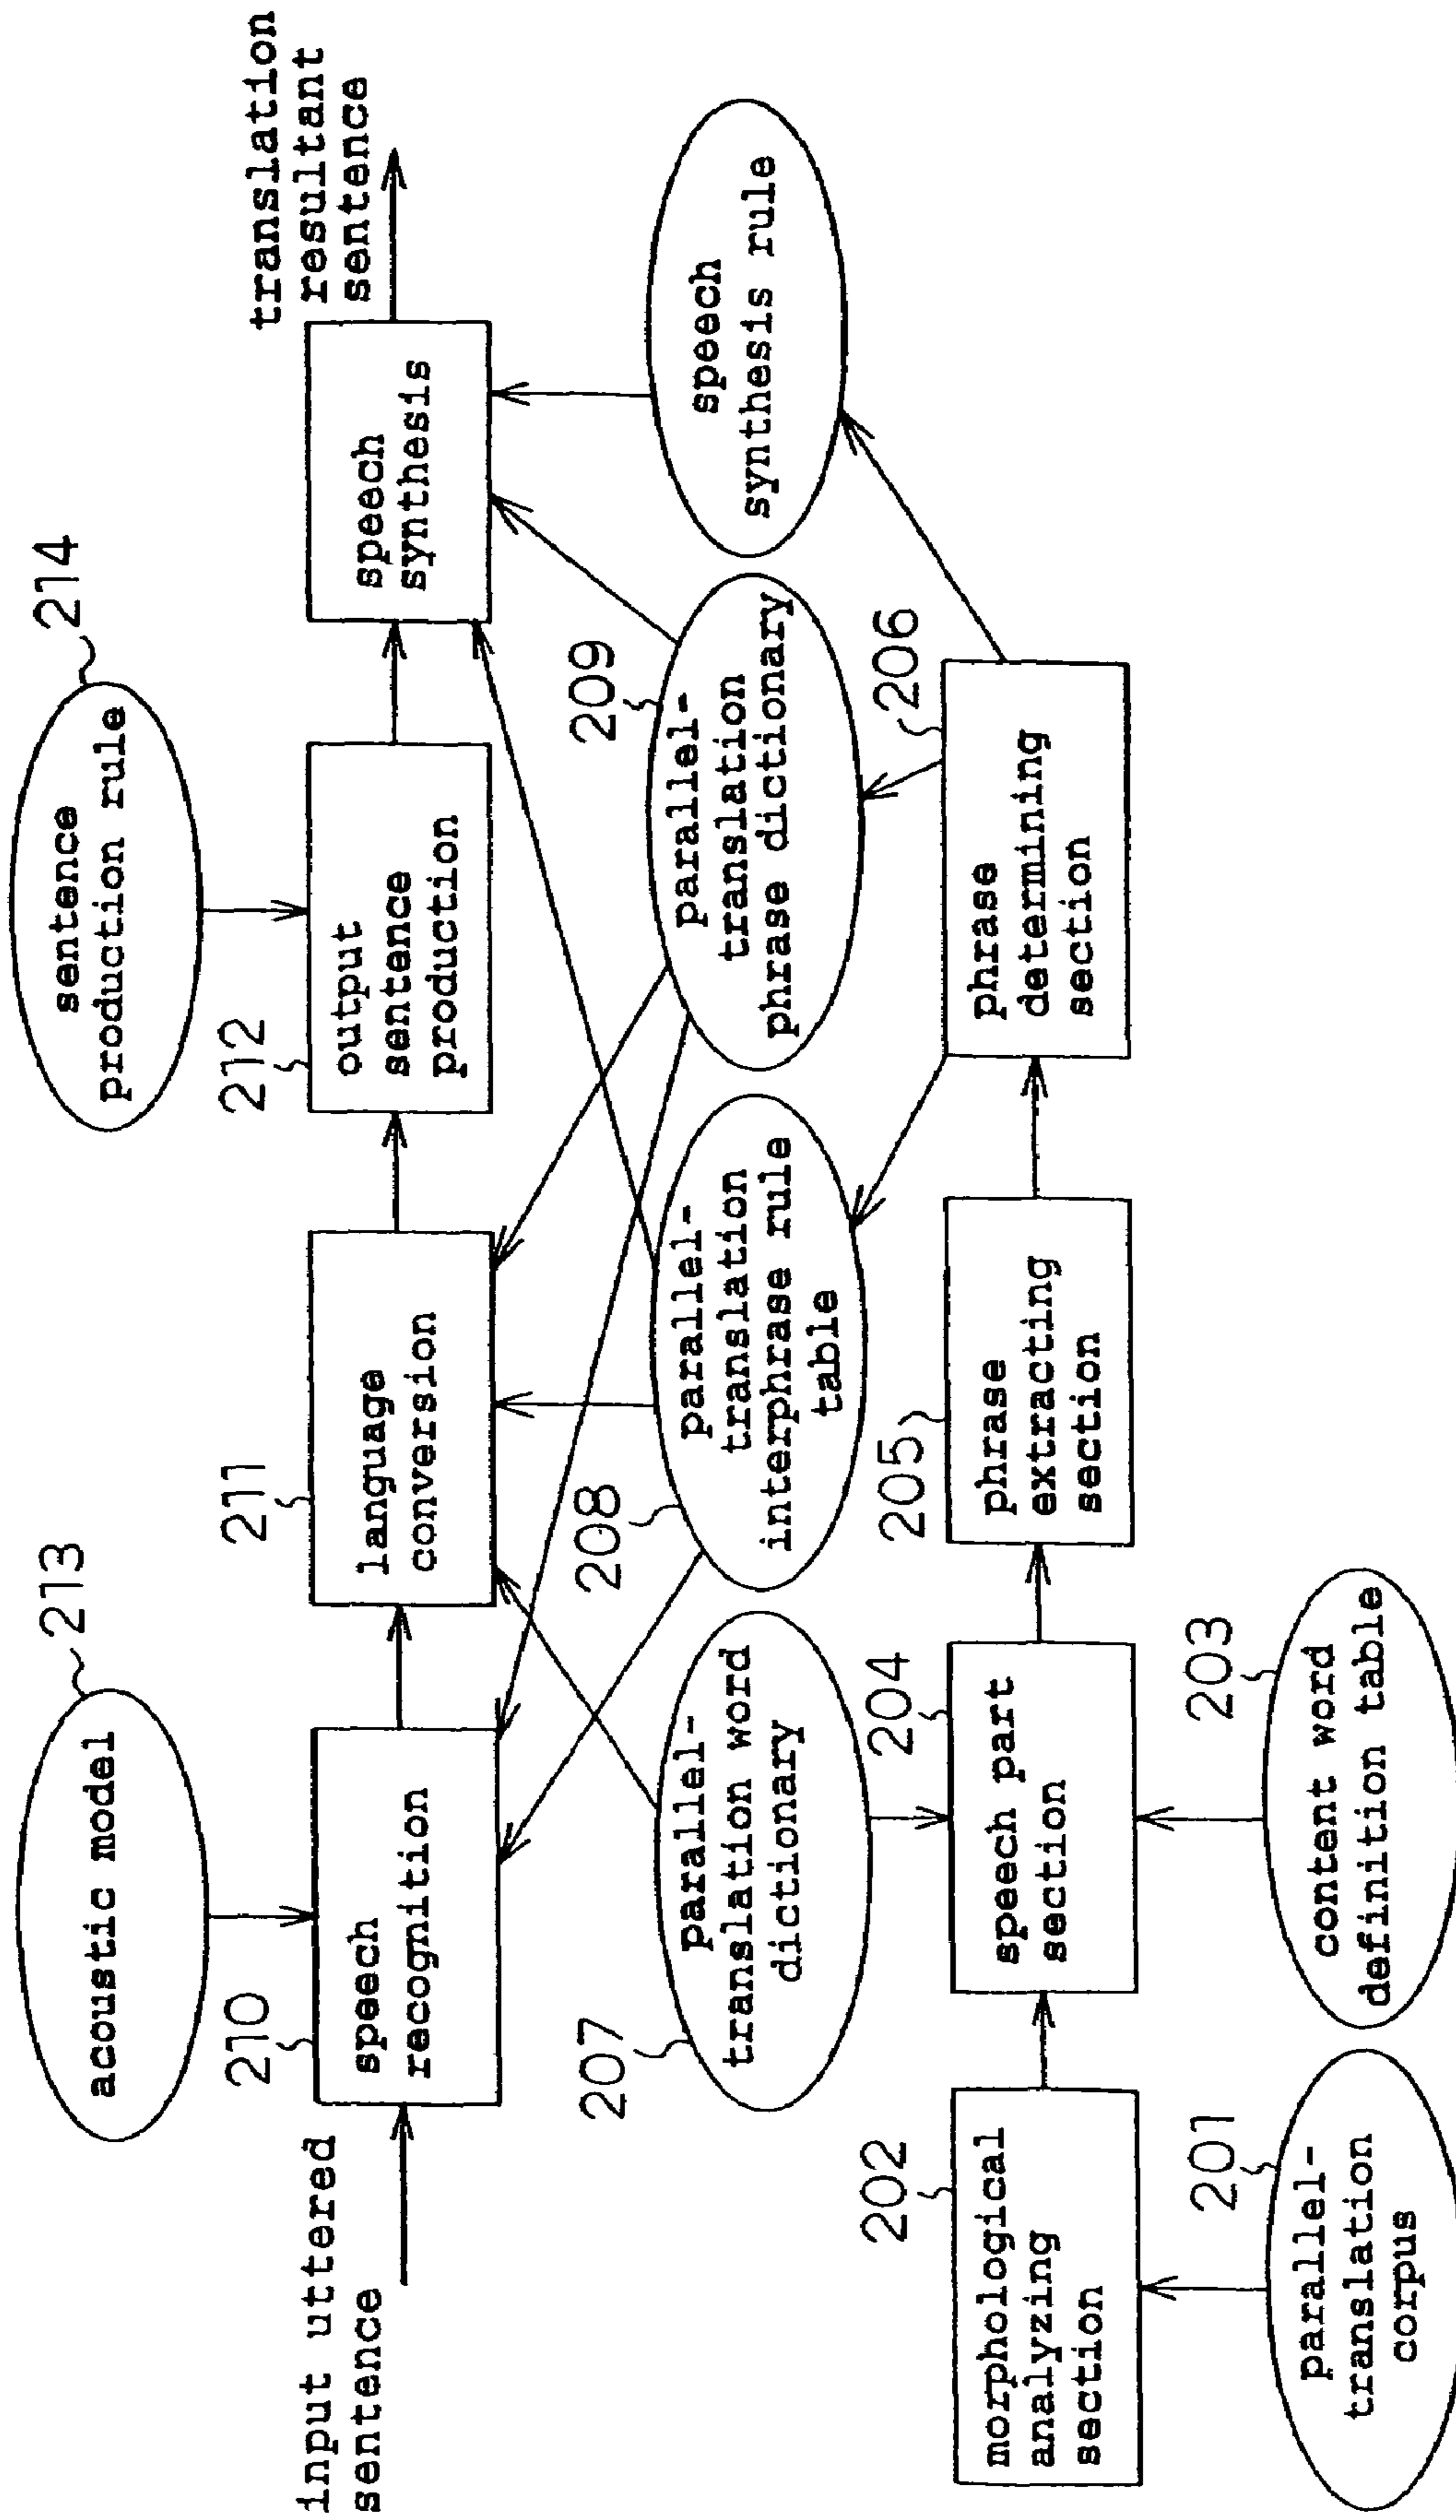 213
acoustic model
214
sentence
production rule
input uttered
sentence
210
speech
recognition
211
language
conversion
212
output
sentence
production
speech
synthesis
translation
resultant
sentence
207
parallel-
translation word
dictionary
208
parallel-
translation
interphrase rule
table
209
parallel-
translation
phrase dictionary
speech
synthesis rule
202
morphological
analyzing
section
204
speech part
section
205
phrase
extracting
section
206
phrase
determining
section
201
parallel-
translation
corpus
203
content word
definition table